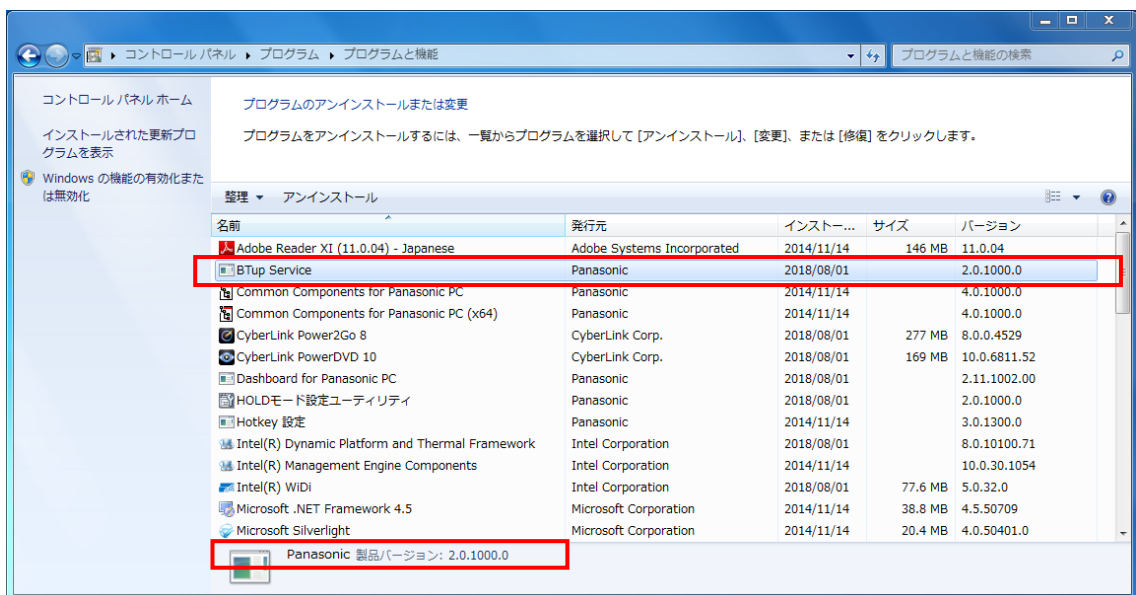 コントロール パネル ▸ プログラム ▸ プログラムと機能
プログラムと機能の検索
コントロール パネル ホーム
インストールされた更新プロ
グラムを表示
Windows の機能の有効化また
は無効化
プログラムのアンインストールまたは変更
プログラムをアンインストールするには、一覧からプログラムを選択して [アンインストール]、[変更]、または [修復] をクリックします。
整理 アンインストール
名前 発行元 インストー... サイズ バージョン
Adobe Reader XI (11.0.04) - Japanese Adobe Systems Incorporated 2014/11/14 146 MB 11.0.04
BTup Service Panasonic 2018/08/01 2.0.1000.0
Common Components for Panasonic PC Panasonic 2014/11/14 4.0.1000.0
Common Components for Panasonic PC (x64) Panasonic 2014/11/14 4.0.1000.0
CyberLink Power2Go 8 CyberLink Corp. 2018/08/01 277 MB 8.0.0.4529
CyberLink PowerDVD 10 CyberLink Corp. 2018/08/01 169 MB 10.0.6811.52
Dashboard for Panasonic PC Panasonic 2018/08/01 2.11.1002.00
HOLDモード設定ユーティリティ Panasonic 2018/08/01 2.0.1000.0
Hotkey 設定 Panasonic 2014/11/14 3.0.1300.0
Intel(R) Dynamic Platform and Thermal Framework Intel Corporation 2018/08/01 8.0.10100.71
Intel(R) Management Engine Components Intel Corporation 2014/11/14 10.0.30.1054
Intel(R) WiDi Intel Corporation 2018/08/01 77.6 MB 5.0.32.0
Microsoft .NET Framework 4.5 Microsoft Corporation 2014/11/14 38.8 MB 4.5.50709
Microsoft Silverlight Microsoft Corporation 2014/11/14 20.4 MB 4.0.50401.0
Panasonic 製品バージョン: 2.0.1000.0